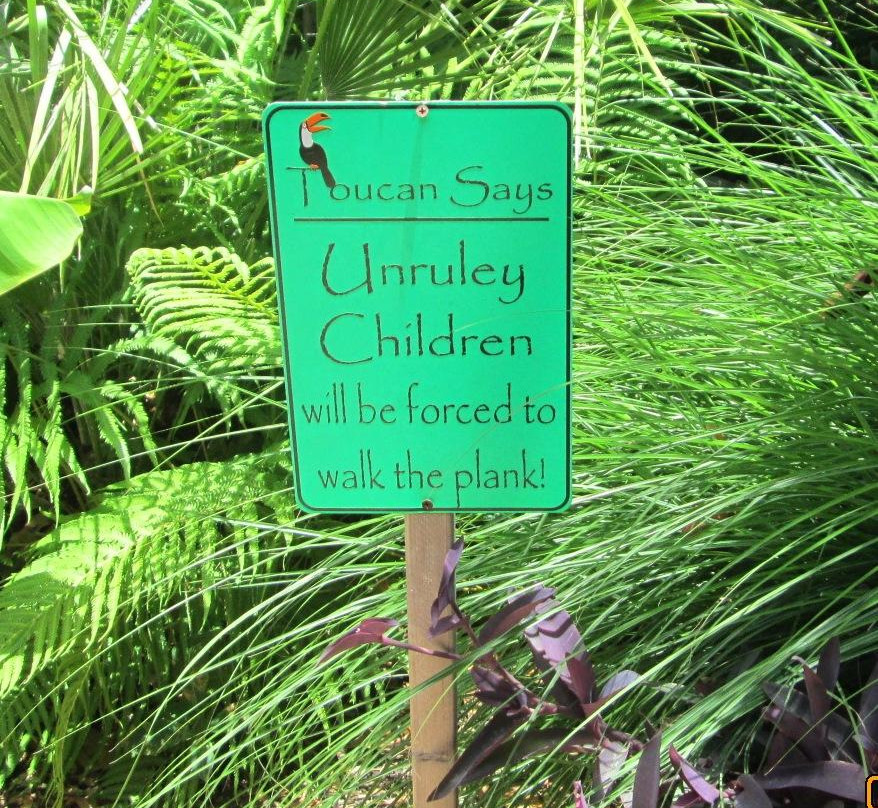 Toucan Says
Unruley
Children
will be forced to
walk the plank!